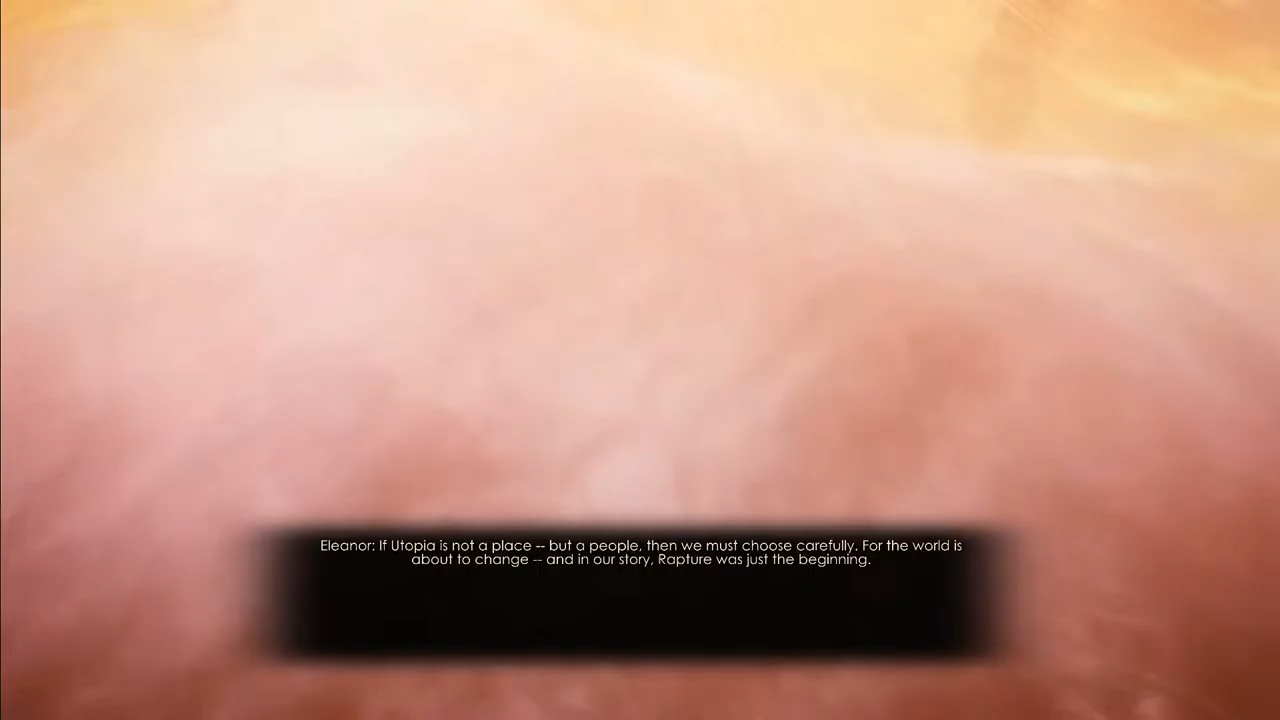 Eleanor: If Utopia is not a place -- but a people, then we must choose carefully. For the world is
about to change -- and in our story, Rapture was just the beginning.